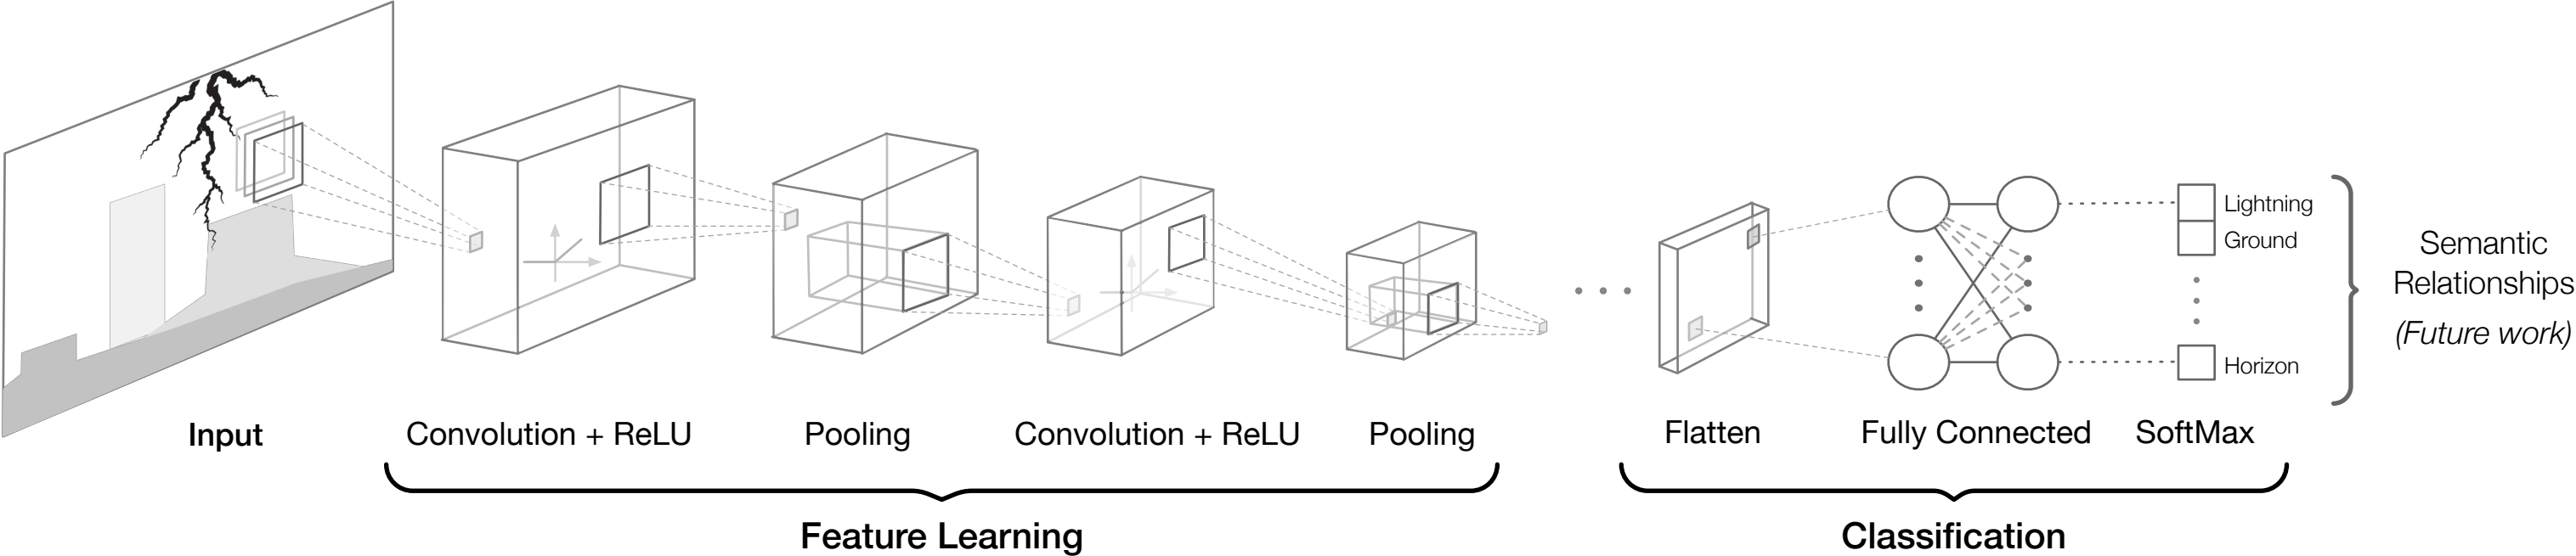 Lightning
Ground
Horizon
Semantic
Relationships
(Future work)
Input
Convolution + ReLU
Pooling
Convolution + ReLU
Pooling
Flatten
Fully Connected
SoftMax
Feature Learning
Classification